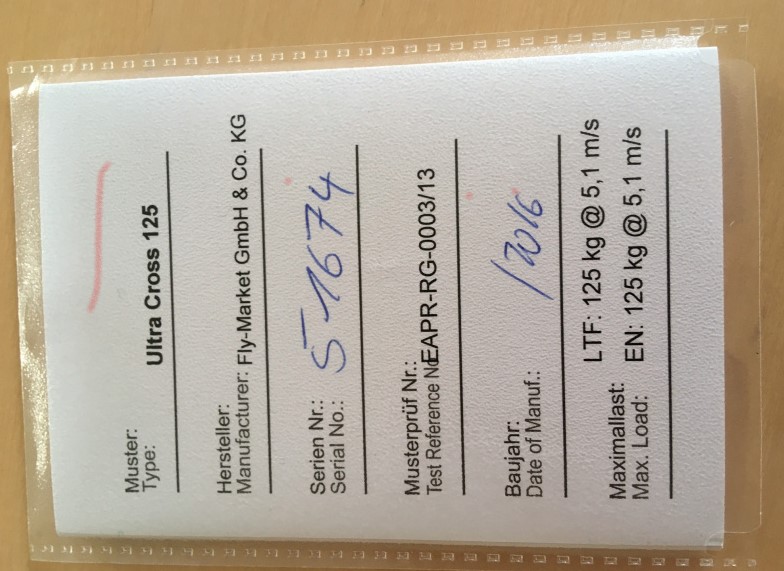 Muster:
Type: Ultra Cross 125
Hersteller:
Manufacturer: Fly-Market GmbH & Co. KG
Serien Nr.:
Serial No.: 51674
Musterprüf Nr.:
Test Reference No EAPR-RG-0003/13
Baujahr:
Date of Manuf.: /2016
LTF: 125 kg @ 5,1 m/s
Maximallast:
Max. Load: EN: 125 kg @ 5,1 m/s